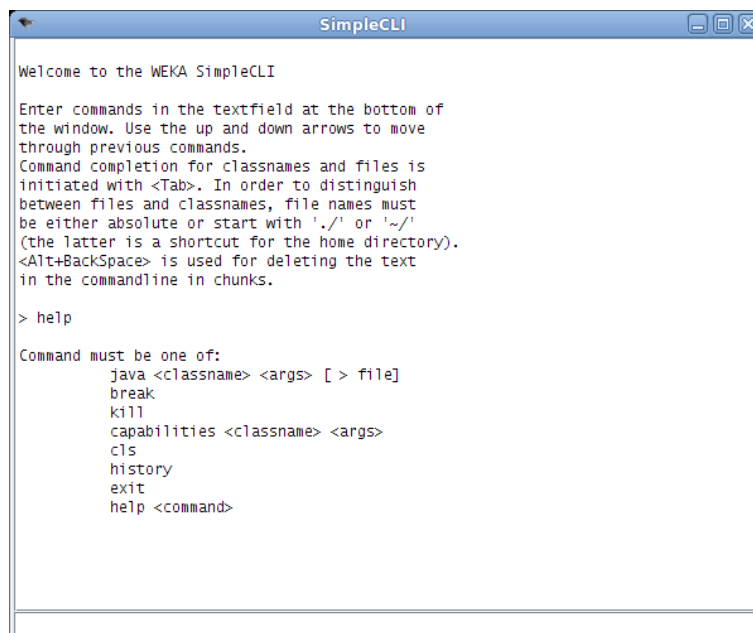 SimpleCLI
Welcome to the WEKA SimpleCLI
Enter commands in the textfield at the bottom of
the window. Use the up and down arrows to move
through previous commands.
Command completion for classnames and files is
initiated with <Tab>. In order to distinguish
between files and classnames, file names must
be either absolute or start with './' or '~/'
(the latter is a shortcut for the home directory).
<Alt+BackSpace> is used for deleting the text
in the commandline in chunks.
> help
Command must be one of:
java <classname> <args> [ > file]
break
kill
capabilities <classname> <args>
cls
history
exit
help <command>